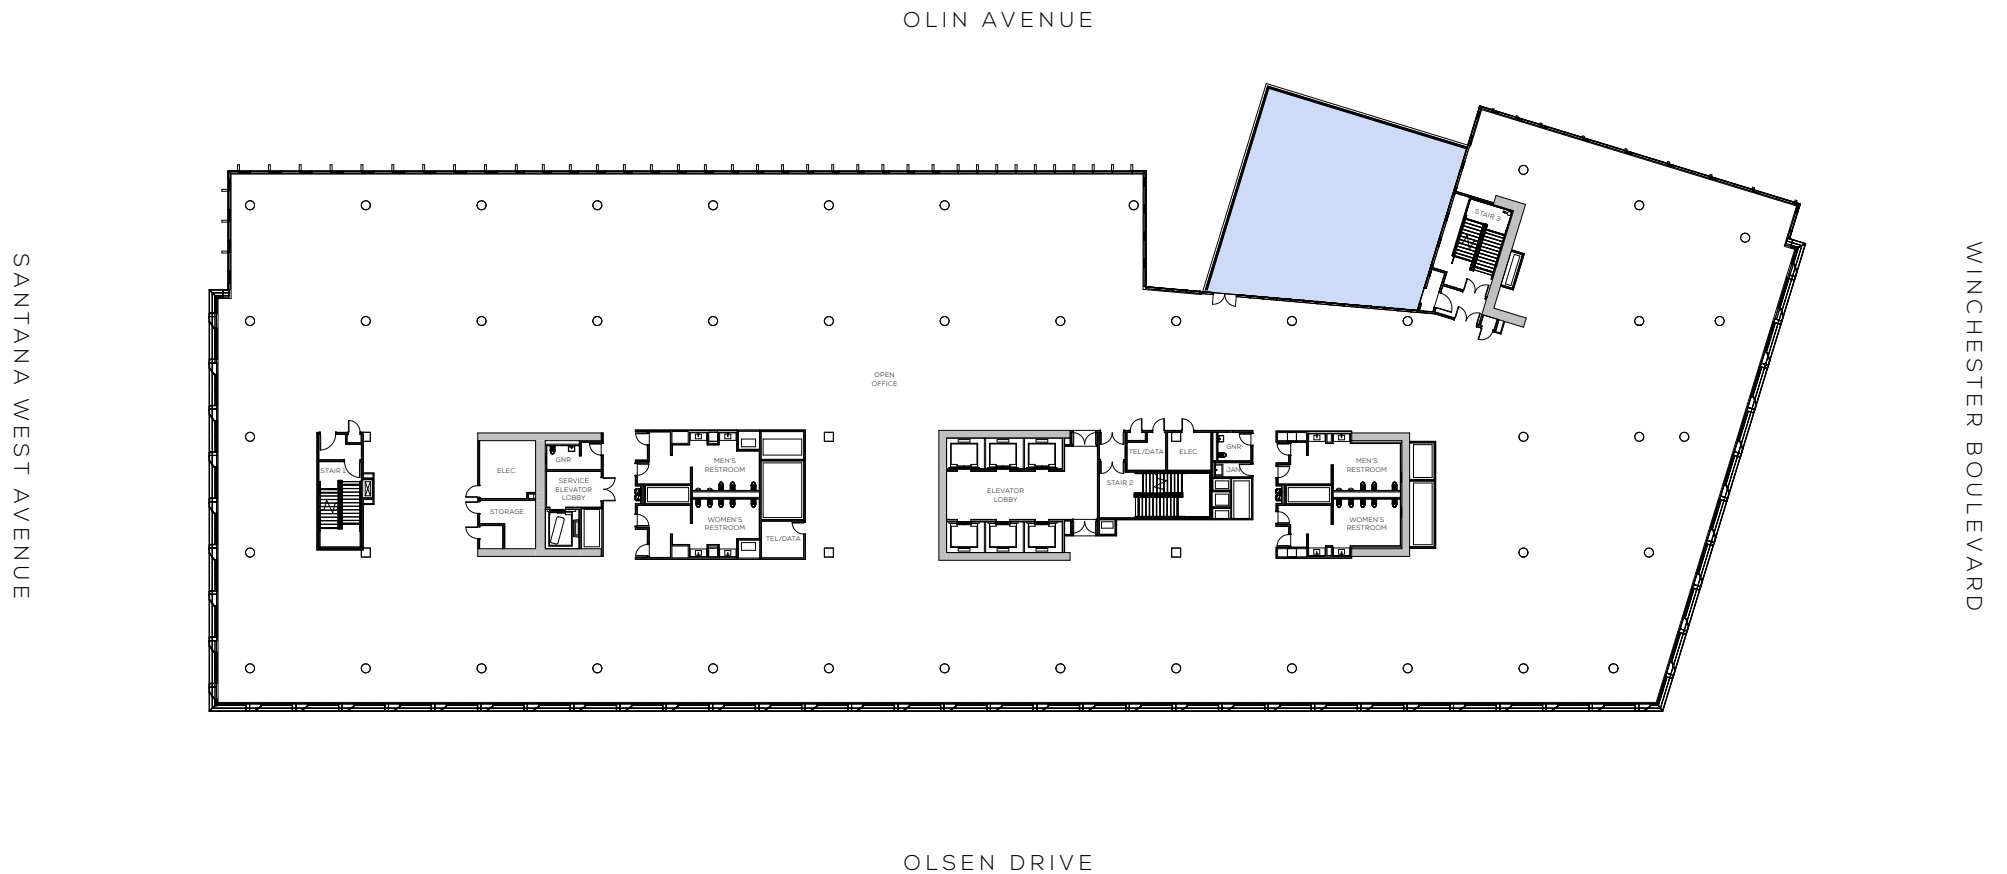 OLIN AVENUE
SANTANA WEST AVENUE
WINCHESTER BOULEVARD
STAIR 3
OPEN
OFFICE
STAIR 1
ELEC.
STORAGE
GNR
SERVICE
ELEVATOR
LOBBY
MEN'S
RESTROOM
WOMEN'S
RESTROOM
TEL/DATA
ELEVATOR
LOBBY
STAIR 2
TEL/DATA
ELEC.
GNR
JAN
MEN'S
RESTROOM
WOMEN'S
RESTROOM
OLSEN DRIVE